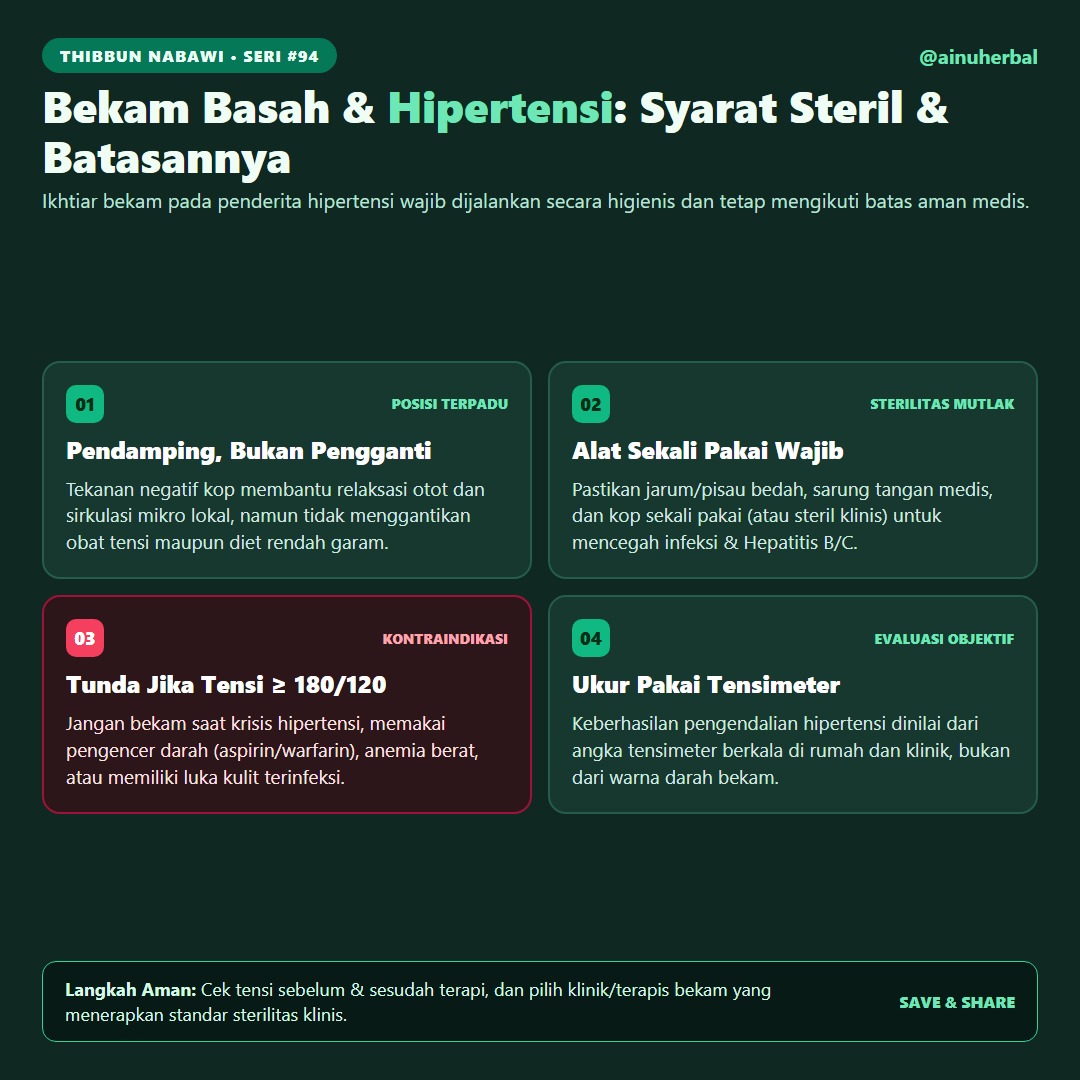 THIBBUN NABAWI • SERI #94
@ainuherbal
Bekam Basah & Hipertensi: Syarat Steril &
Batasannya
Ikhtiar bekam pada penderita hipertensi wajib dijalankan secara higienis dan tetap mengikuti batas aman medis.
01
POSISI TERPADU
Pendamping, Bukan Pengganti
Tekanan negatif kop membantu relaksasi otot dan
sirkulasi mikro lokal, namun tidak menggantikan
obat tensi maupun diet rendah garam.
02
STERILITAS MUTLAK
Alat Sekali Pakai Wajib
Pastikan jarum/pisau bedah, sarung tangan medis,
dan kop sekali pakai (atau steril klinis) untuk
mencegah infeksi & Hepatitis B/C.
03
KONTRAINDIKASI
Tunda Jika Tensi ≥ 180/120
Jangan bekam saat krisis hipertensi, memakai
pengencer darah (aspirin/warfarin), anemia berat,
atau memiliki luka kulit terinfeksi.
04
EVALUASI OBJEKTIF
Ukur Pakai Tensimeter
Keberhasilan pengendalian hipertensi dinilai dari
angka tensimeter berkala di rumah dan klinik, bukan
dari warna darah bekam.
Langkah Aman: Cek tensi sebelum & sesudah terapi, dan pilih klinik/terapis bekam yang
menerapkan standar sterilitas klinis.
SAVE & SHARE